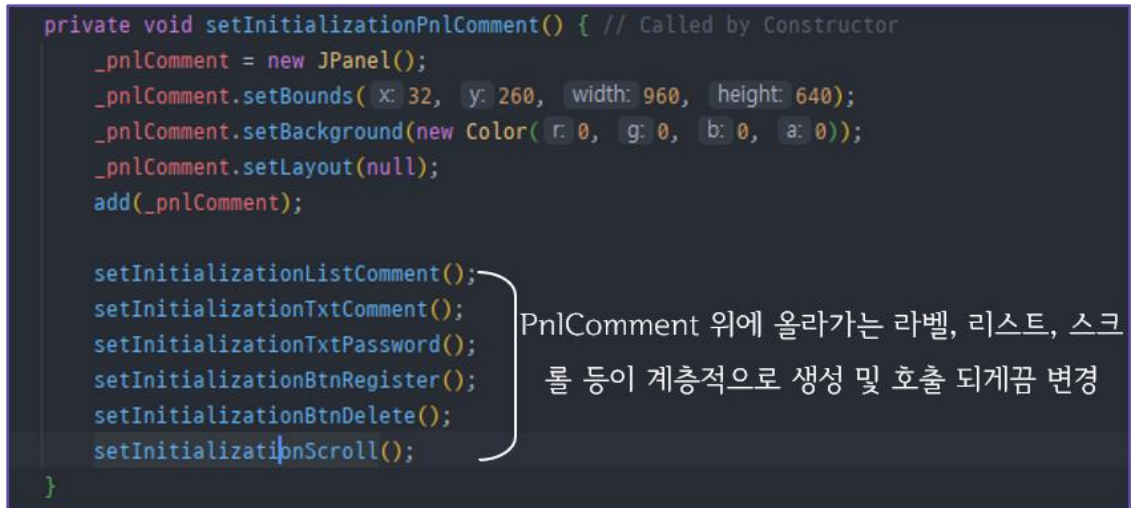 private void setInitializationPnlComment() { // Called by Constructor
_pnlComment = new JPanel();
_pnlComment.setBounds( x: 32, y: 260, width: 960, height: 640);
_pnlComment.setBackground(new Color( r: 0, g: 0, b: 0, a: 0));
_pnlComment.setLayout(null);
add(_pnlComment);
setInitializationListComment();
setInitializationTxtComment();
setInitializationTxtPassword();
setInitializationBtnRegister();
setInitializationBtnDelete();
setInitializationScroll();
}
PnlComment 위에 올라가는 라벨, 리스트, 스크
롤 등이 계층적으로 생성 및 호출 되게끔 변경